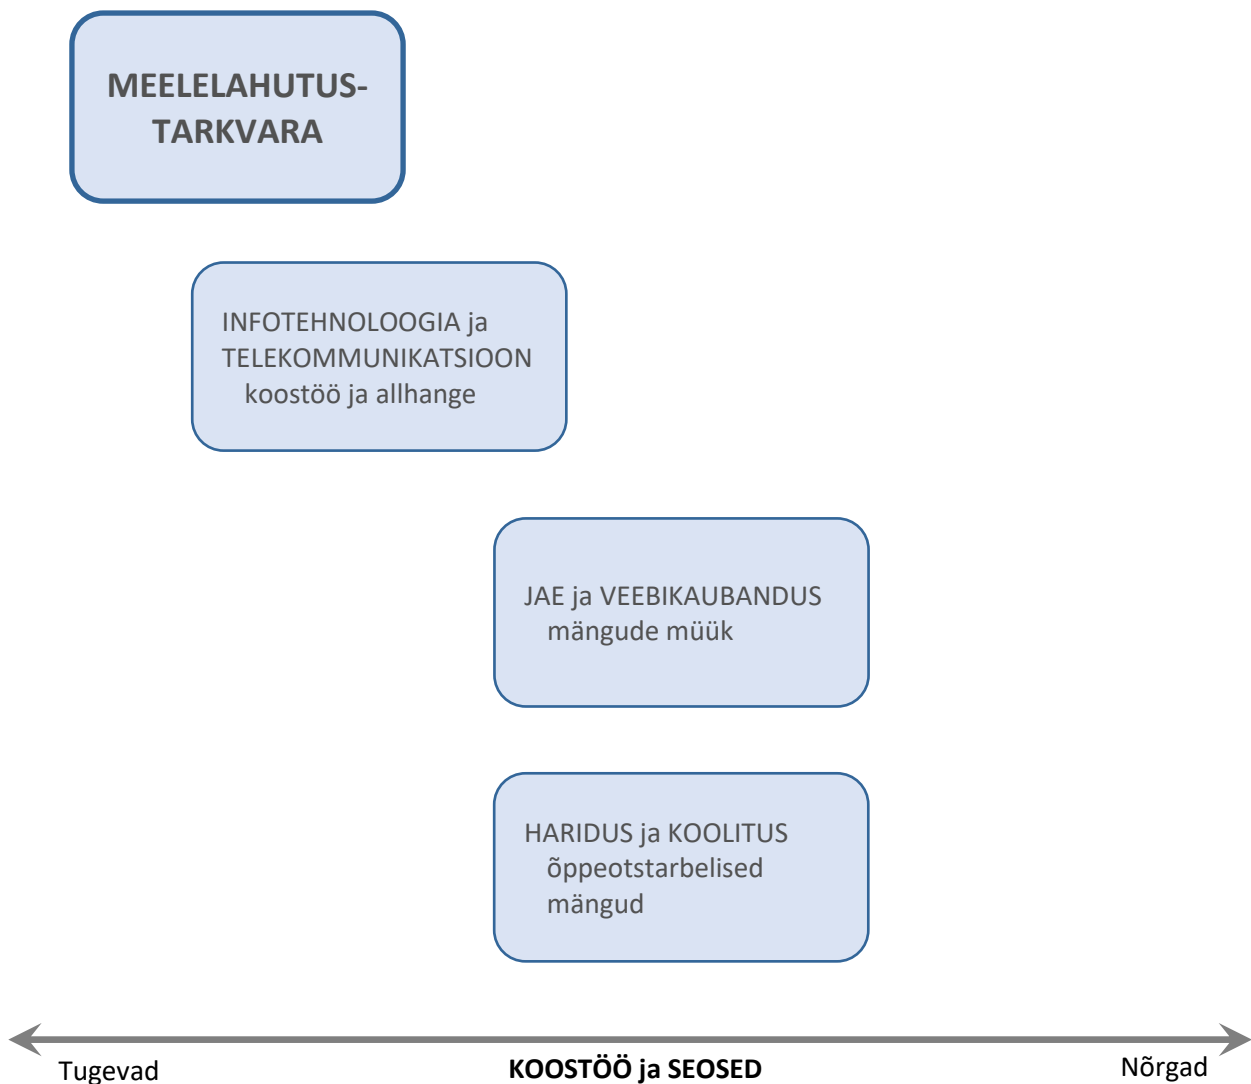 MEELELAHUTUS-
TARKVARA
INFOTEHNOLOOGIA ja
TELEKOMMUNIKATSIOON
koostöö ja allhange
JAE ja VEEBIKAUBANDUS
mängude müük
HARIDUS ja KOOLITUS
õppeotstarbelised
mängud
Tugevad
KOOSTÖÖ ja SEOSED
Nõrgad